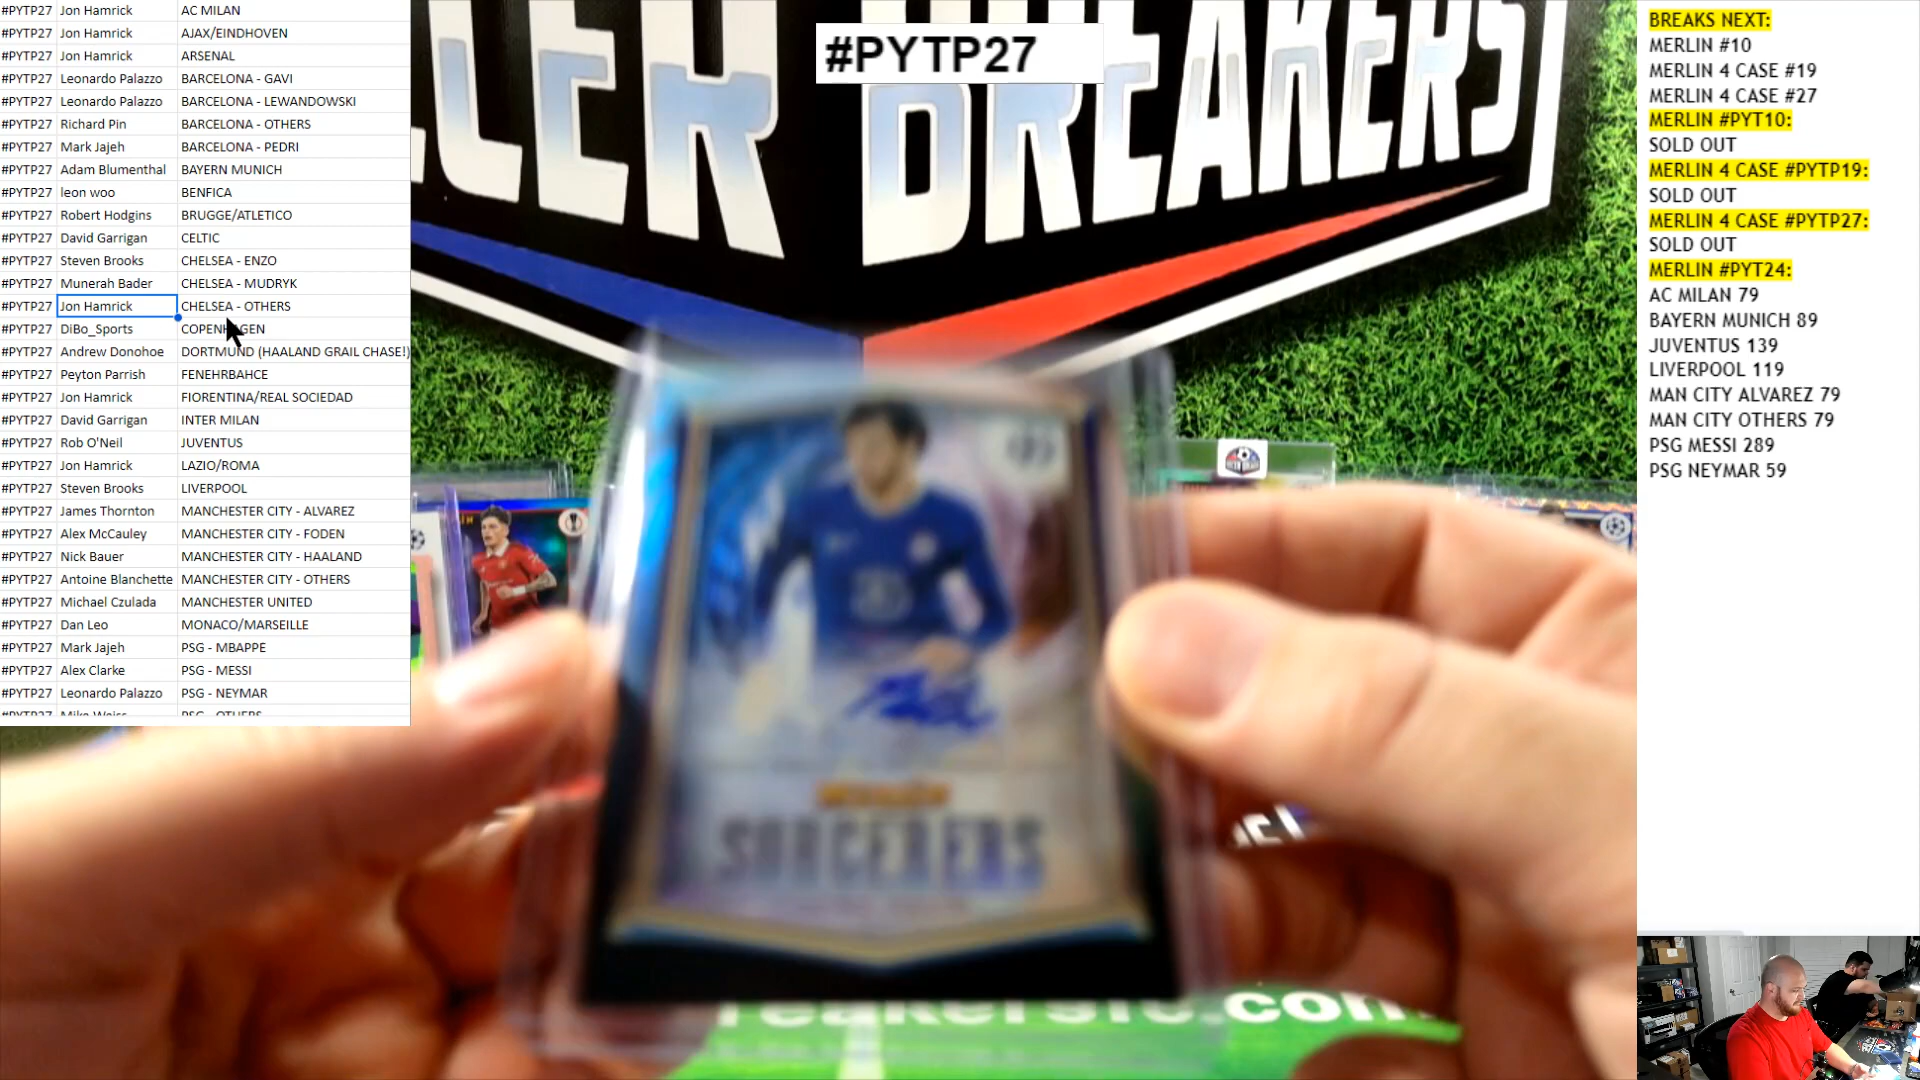 #PYTP27 Jon Hamrick AC MILAN
#PYTP27 Jon Hamrick AJAX/EINDHOVEN
#PYTP27 Jon Hamrick ARSENAL
#PYTP27 Leonardo Palazzo BARCELONA - GAVI
#PYTP27 Leonardo Palazzo BARCELONA - LEWANDOWSKI
#PYTP27 Richard Pin BARCELONA - OTHERS
#PYTP27 Mark Jajeh BARCELONA - PEDRI
#PYTP27 Adam Blumenthal BAYERN MUNICH
#PYTP27 leon woo BENFICA
#PYTP27 Robert Hodgins BRUGGE/ATLETICO
#PYTP27 David Garrigan CELTIC
#PYTP27 Steven Brooks CHELSEA - ENZO
#PYTP27 Munerah Bader CHELSEA - MUDRYK
#PYTP27 Jon Hamrick CHELSEA - OTHERS
#PYTP27 DiBo_Sports COPENHAGEN
#PYTP27 Andrew Donohoe DORTMUND (HAALAND GRAIL CHASE!)
#PYTP27 Peyton Parrish FENEHRBAHCE
#PYTP27 Jon Hamrick FIORENTINA/REAL SOCIEDAD
#PYTP27 David Garrigan INTER MILAN
#PYTP27 Rob O'Neil JUVENTUS
#PYTP27 Jon Hamrick LAZIO/ROMA
#PYTP27 Steven Brooks LIVERPOOL
#PYTP27 James Thornton MANCHESTER CITY - ALVAREZ
#PYTP27 Alex McCauley MANCHESTER CITY - FODEN
#PYTP27 Nick Bauer MANCHESTER CITY - HAALAND
#PYTP27 Antoine Blanchette MANCHESTER CITY - OTHERS
#PYTP27 Michael Czulada MANCHESTER UNITED
#PYTP27 Dan Leo MONACO/MARSEILLE
#PYTP27 Mark Jajeh PSG - MBAPPE
#PYTP27 Alex Clarke PSG - MESSI
#PYTP27 Leonardo Palazzo PSG - NEYMAR
#PYTP27 Mike Weiss PSG - OTHERS
#PYTP27
CER BREAKERS
SORCERERS
reakersfc.com
BREAKS NEXT:
MERLIN #10
MERLIN 4 CASE #19
MERLIN 4 CASE #27
MERLIN #PYT10:
SOLD OUT
MERLIN 4 CASE #PYTP19:
SOLD OUT
MERLIN 4 CASE #PYTP27:
SOLD OUT
MERLIN #PYT24:
AC MILAN 79
BAYERN MUNICH 89
JUVENTUS 139
LIVERPOOL 119
MAN CITY ALVAREZ 79
MAN CITY OTHERS 79
PSG MESSI 289
PSG NEYMAR 59